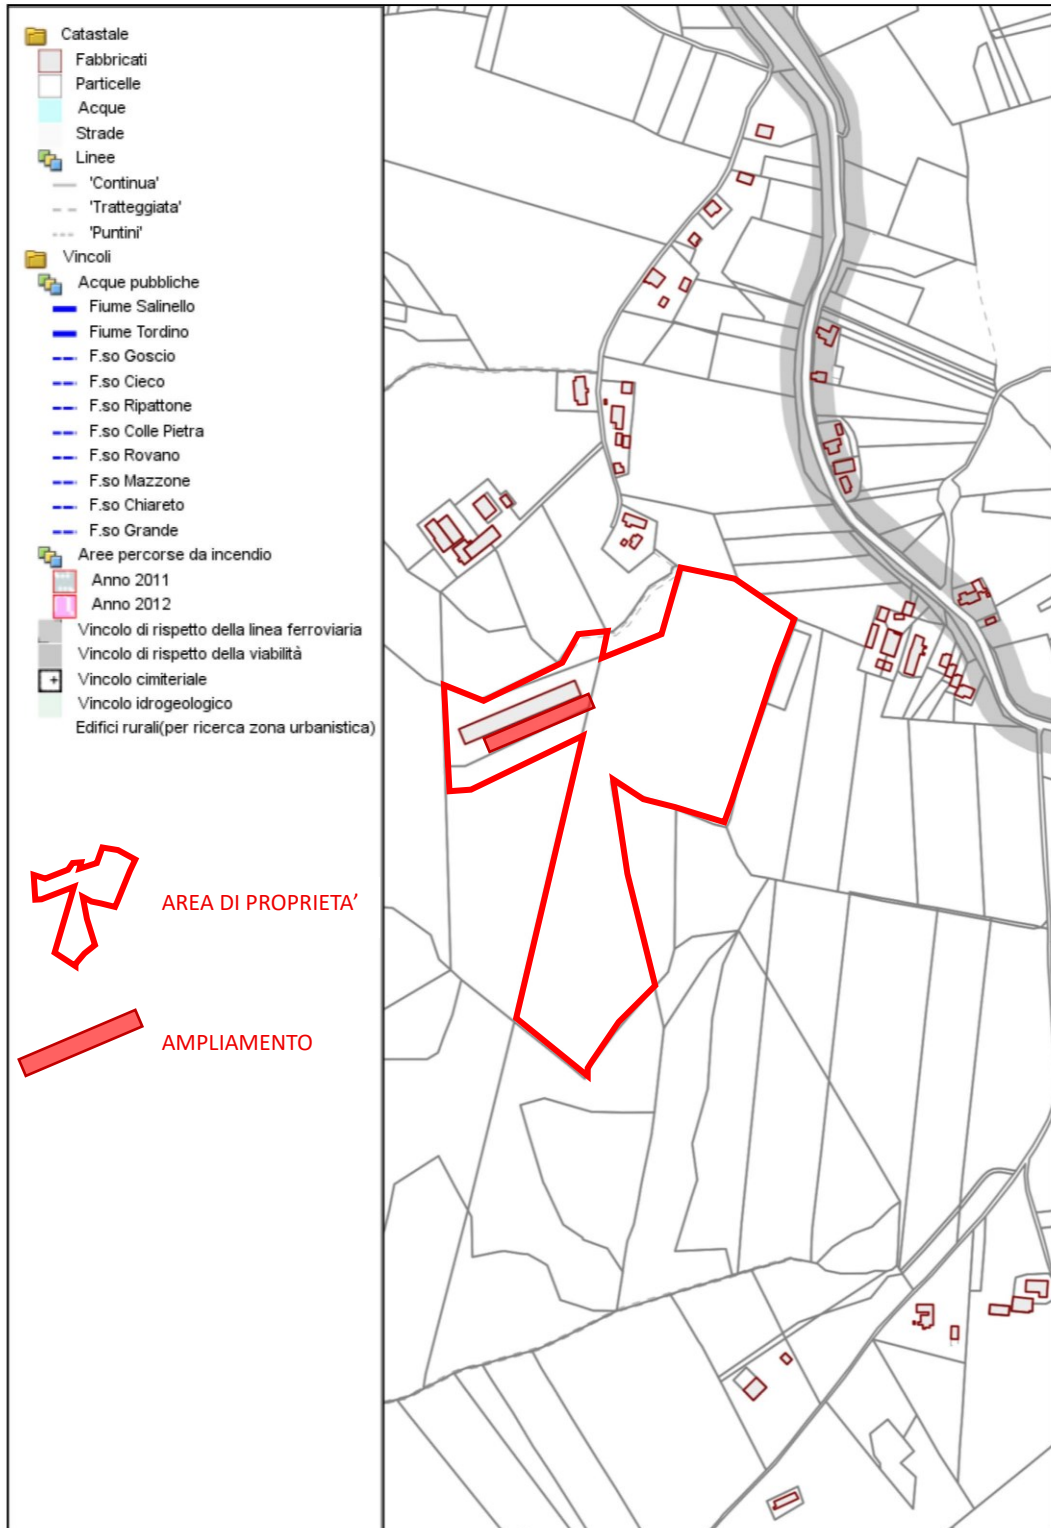 Catastale
Fabbricati
Particelle
Acque
Strade
Linee
'Continua'
'Tratteggiata'
'Puntini'
Vincoli
Acque pubbliche
Fiume Salinello
Fiume Tordino
F.so Goscio
F.so Cieco
F.so Ripattone
F.so Colle Pietra
F.so Rovano
F.so Mazzone
F.so Chiareto
F.so Grande
Aree percorse da incendio
Anno 2011
Anno 2012
Vincolo di rispetto della linea ferroviaria
Vincolo di rispetto della viabilità
Vincolo cimiteriale
Vincolo idrogeologico
Edifici rurali(per ricerca zona urbanistica)
AREA DI PROPRIETA'
AMPLIAMENTO